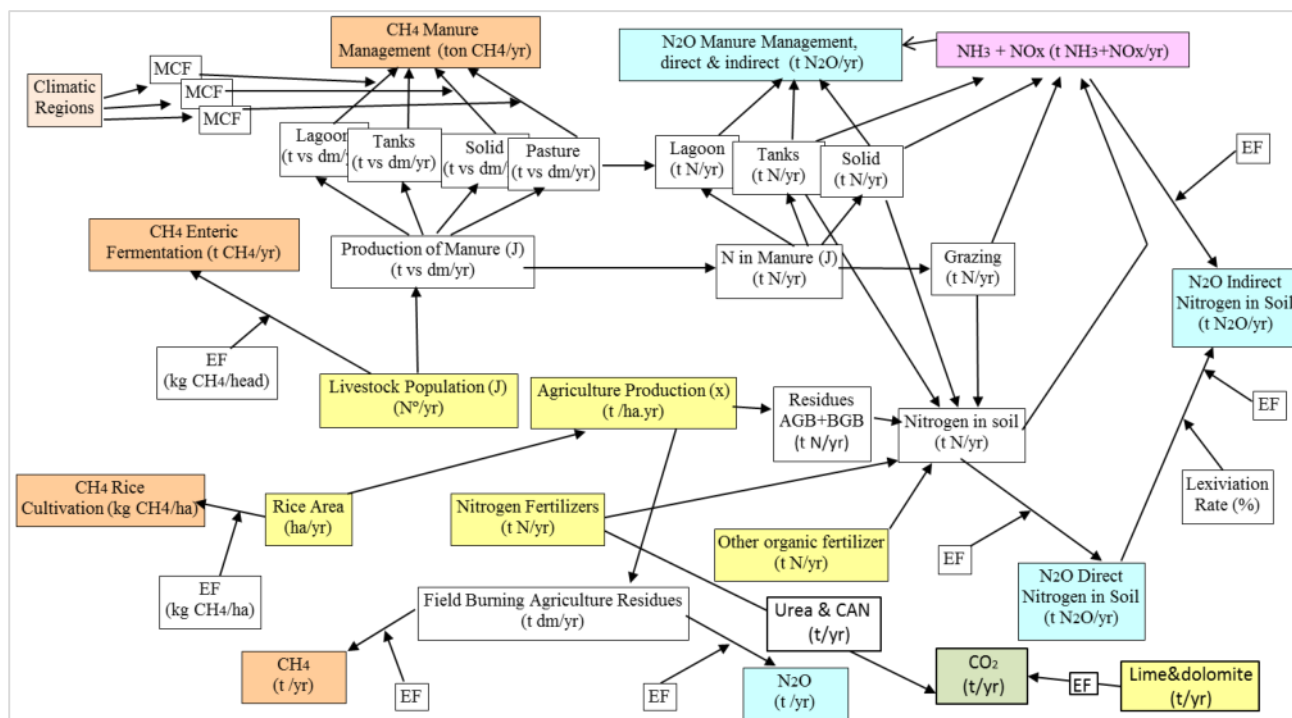 CH4 Manure
Management (ton CH4/yr)
N2O Manure Management,
direct & indirect (t N2O/yr)
NH3 + NOx (t NH3+NOx/yr)
Climatic
Regions
MCF
MCF
MCF
Lagoon
(t vs dm/yr)
Tanks
(t vs dm/yr)
Solid
(t vs dm/
Pasture
(t vs dm/yr)
Lagoon
(t N/yr)
Tanks
(t N/yr)
Solid
(t N/yr)
EF
CH4 Enteric
Fermentation (t CH4/yr)
Production of Manure (J)
(t vs dm/yr)
N in Manure (J)
(t N/yr)
Grazing
(t N/yr)
N2O Indirect
Nitrogen in Soil
(t N2O/yr)
EF
(kg CH4/head)
Livestock Population (J)
(Nº/yr)
Agriculture Production (x)
(t /ha.yr)
Residues
AGB+BGB
(t N/yr)
Nitrogen in soil
(t N/yr)
EF
CH4 Rice
Cultivation (kg CH4/ha)
Rice Area
(ha/yr)
Nitrogen Fertilizers
(t N/yr)
Other organic fertilizer
(t N/yr)
EF
Lexiviation
Rate (%)
EF
(kg CH4/ha)
Field Burning Agriculture Residues
(t dm/yr)
Urea & CAN
(t/yr)
N2O Direct
Nitrogen in Soil
(t N2O/yr)
CH4
(t /yr)
EF
EF
N2O
(t /yr)
CO2
(t/yr)
EF
Lime&dolomite
(t/yr)